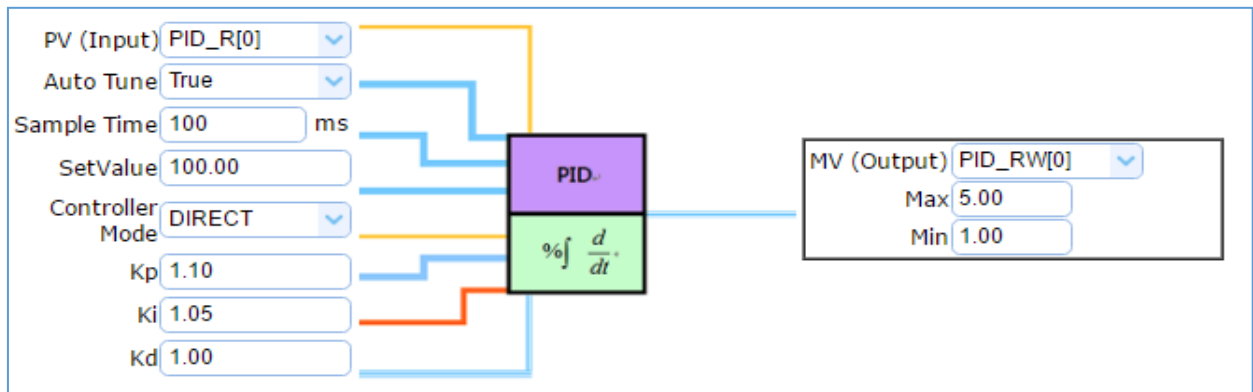 PV (Input) PID_R[0]
Auto Tune True
Sample Time 100 ms
SetValue 100.00
Controller
Mode DIRECT
Kp 1.10
Ki 1.05
Kd 1.00
PID
%∫ d/dt
MV (Output) PID_RW[0]
Max 5.00
Min 1.00